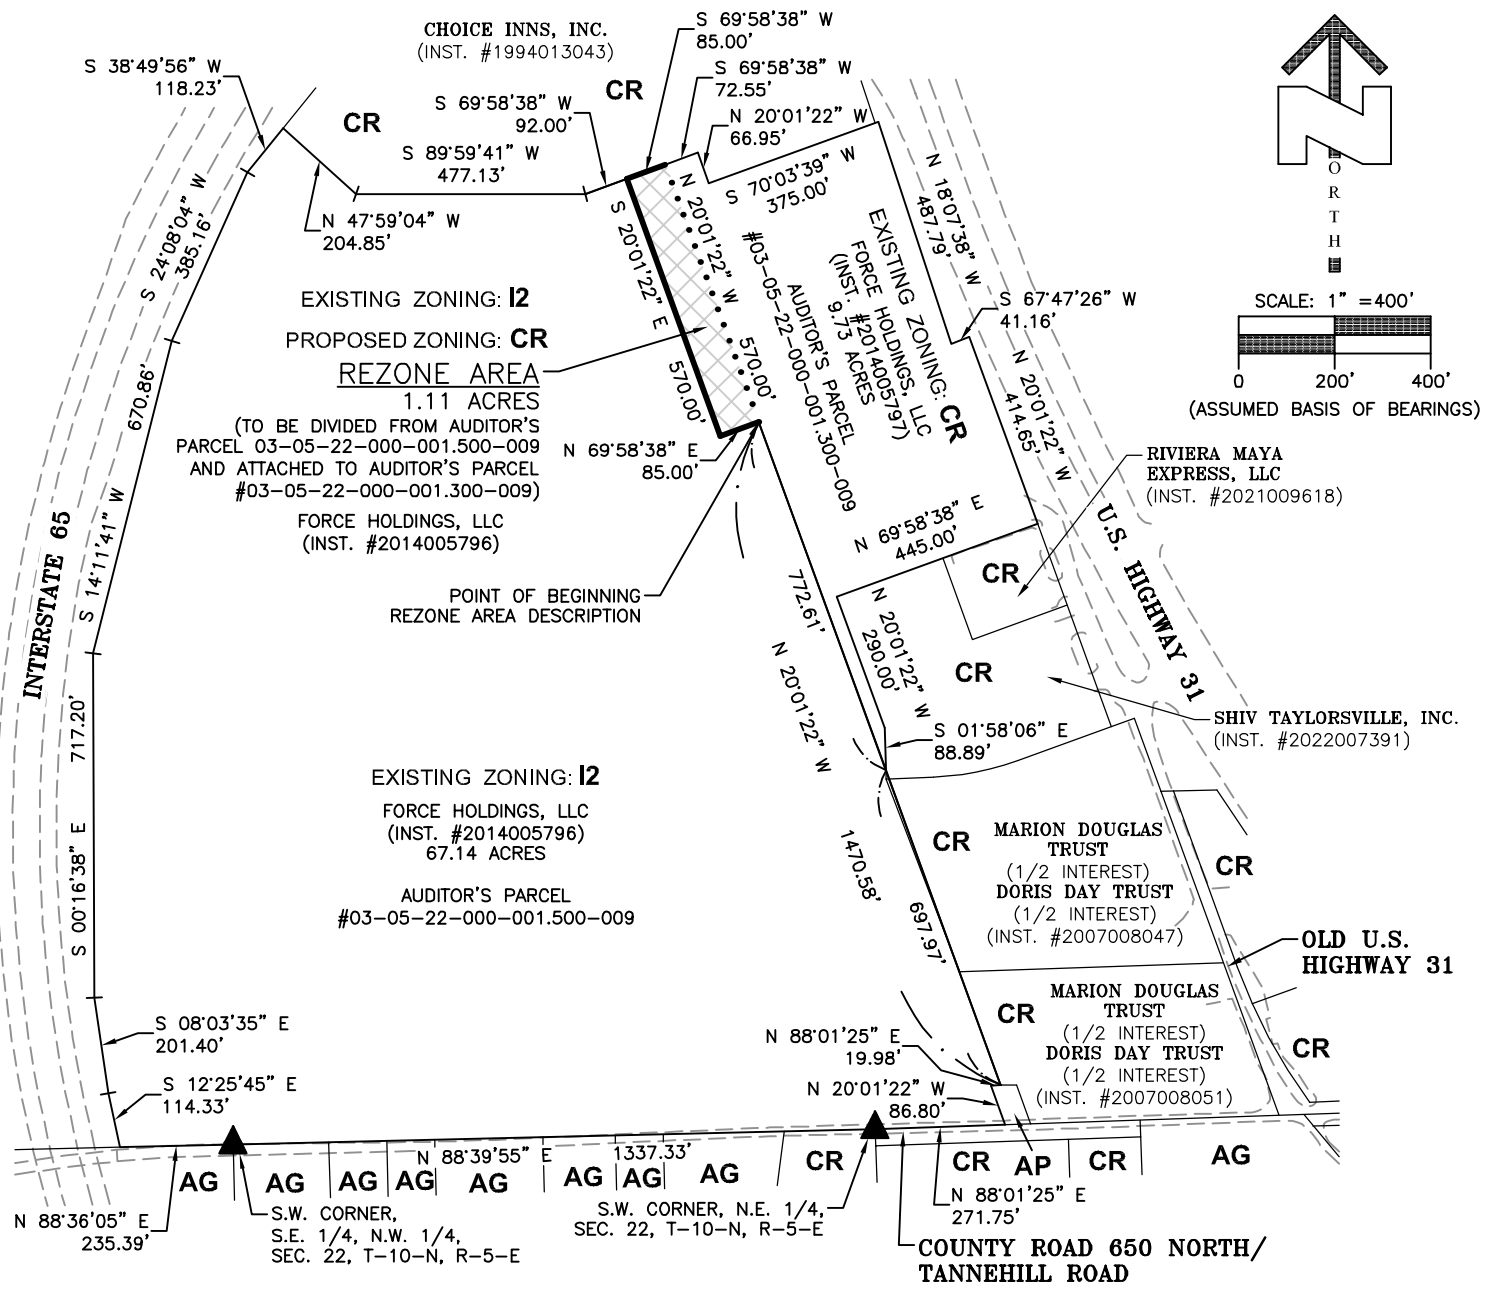 CHOICE INNS, INC.
(INST. #1994013043)
S 69°58'38" W
85.00'
S 38°49'56" W
118.23'
S 69°58'38" W
72.55'
S 69°58'38" W
92.00'
N 20°01'22" W
66.95'
CR
CR
S 89°59'41" W
477.13'
S 70°03'39" W
375.00'
N 18°07'38" W
487.79'
S 24°08'04" W
385.16'
N 47°59'04" W
204.85'
S 20°01'22" E
570.00'
N 20°01'22" W
570.00'
EXISTING ZONING: CR
FORCE HOLDINGS, LLC
(INST. #2014005797)
9.73 ACRES
AUDITOR'S PARCEL
#03-05-22-000-001.300-009
N
ORTH
SCALE: 1" =400'
0 200' 400'
(ASSUMED BASIS OF BEARINGS)
S 67°47'26" W
41.16'
N 20°01'22" W
414.65'
EXISTING ZONING: I2
PROPOSED ZONING: CR
REZONE AREA
1.11 ACRES
(TO BE DIVIDED FROM AUDITOR'S
PARCEL 03-05-22-000-001.500-009
AND ATTACHED TO AUDITOR'S PARCEL
#03-05-22-000-001.300-009)
FORCE HOLDINGS, LLC
(INST. #2014005796)
N 69°58'38" E
85.00'
POINT OF BEGINNING
REZONE AREA DESCRIPTION
S 14°11'41" W
670.86'
INTERSTATE 65
N 69°58'38" E
445.00'
RIVIERA MAYA
EXPRESS, LLC
(INST. #2021009618)
CR
U.S. HIGHWAY 31
772.61'
N 20°01'22" W
1470.58'
N 20°01'22" W
290.00'
CR
SHIV TAYLORSVILLE, INC.
(INST. #2022007391)
S 01°58'06" E
88.89'
S 00°16'38" E
717.20'
EXISTING ZONING: I2
FORCE HOLDINGS, LLC
(INST. #2014005796)
67.14 ACRES
AUDITOR'S PARCEL
#03-05-22-000-001.500-009
697.97'
CR
MARION DOUGLAS
TRUST
(1/2 INTEREST)
DORIS DAY TRUST
(1/2 INTEREST)
(INST. #2007008047)
CR
OLD U.S.
HIGHWAY 31
CR
MARION DOUGLAS
TRUST
(1/2 INTEREST)
DORIS DAY TRUST
(1/2 INTEREST)
(INST. #2007008051)
CR
S 08°03'35" E
201.40'
S 12°25'45" E
114.33'
N 88°01'25" E
19.98'
N 20°01'22" W
86.80'
N 88°39'55" E 1337.33'
AG
AG
AG
AG
AG
AG
AG
AG
CR
CR
AP
CR
AG
N 88°36'05" E
235.39'
S.W. CORNER,
S.E. 1/4, N.W. 1/4,
SEC. 22, T-10-N, R-5-E
S.W. CORNER, N.E. 1/4,
SEC. 22, T-10-N, R-5-E
N 88°01'25" E
271.75'
COUNTY ROAD 650 NORTH/
TANNEHILL ROAD